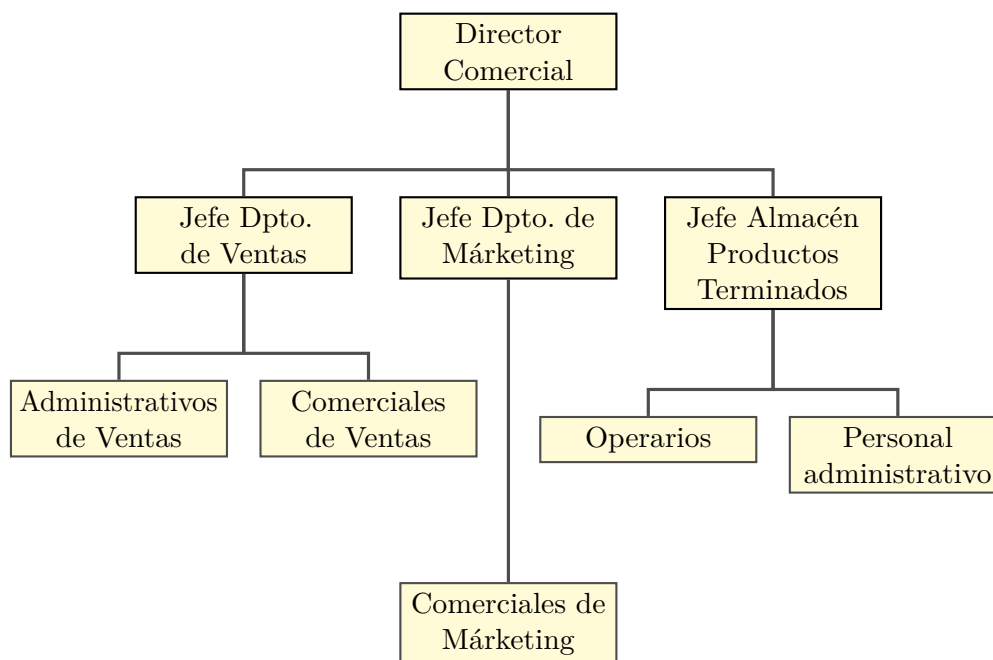 Director
Comercial
Jefe Dpto.
de Ventas
Jefe Dpto. de
Márketing
Jefe Almacén
Productos
Terminados
Administrativos
de Ventas
Comerciales
de Ventas
Operarios
Personal
administrativo
Comerciales de
Márketing